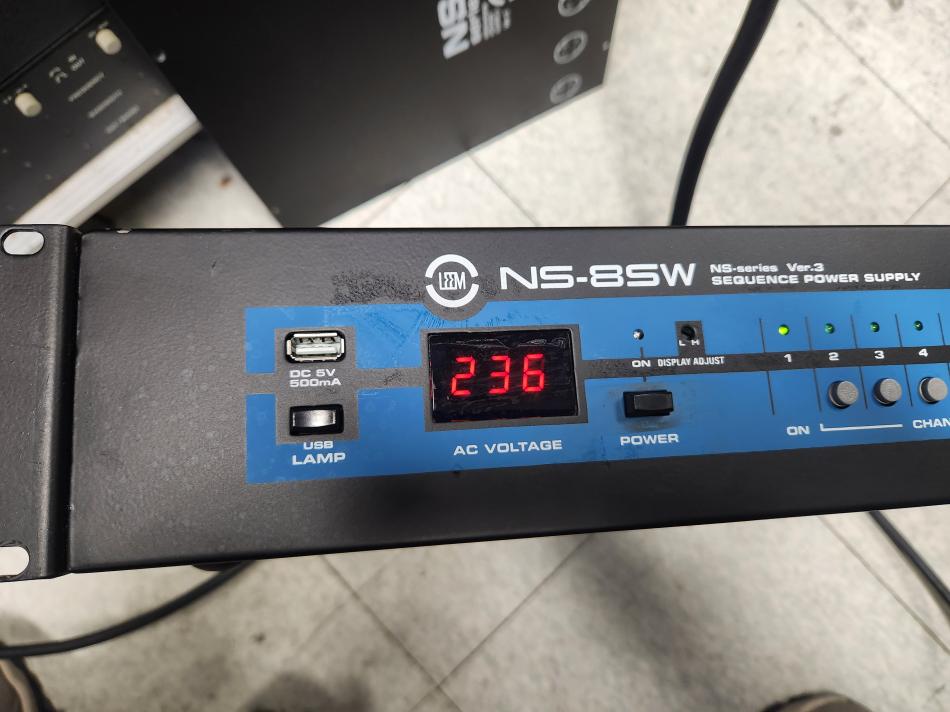 LEEM
NS-8SW
NS-series Ver.3
SEQUENCE POWER SUPPLY
DC 5V
500mA
USB
LAMP
236
AC VOLTAGE
ON
L H
DISPLAY ADJUST
POWER
1 2 3 4
ON
CHAN